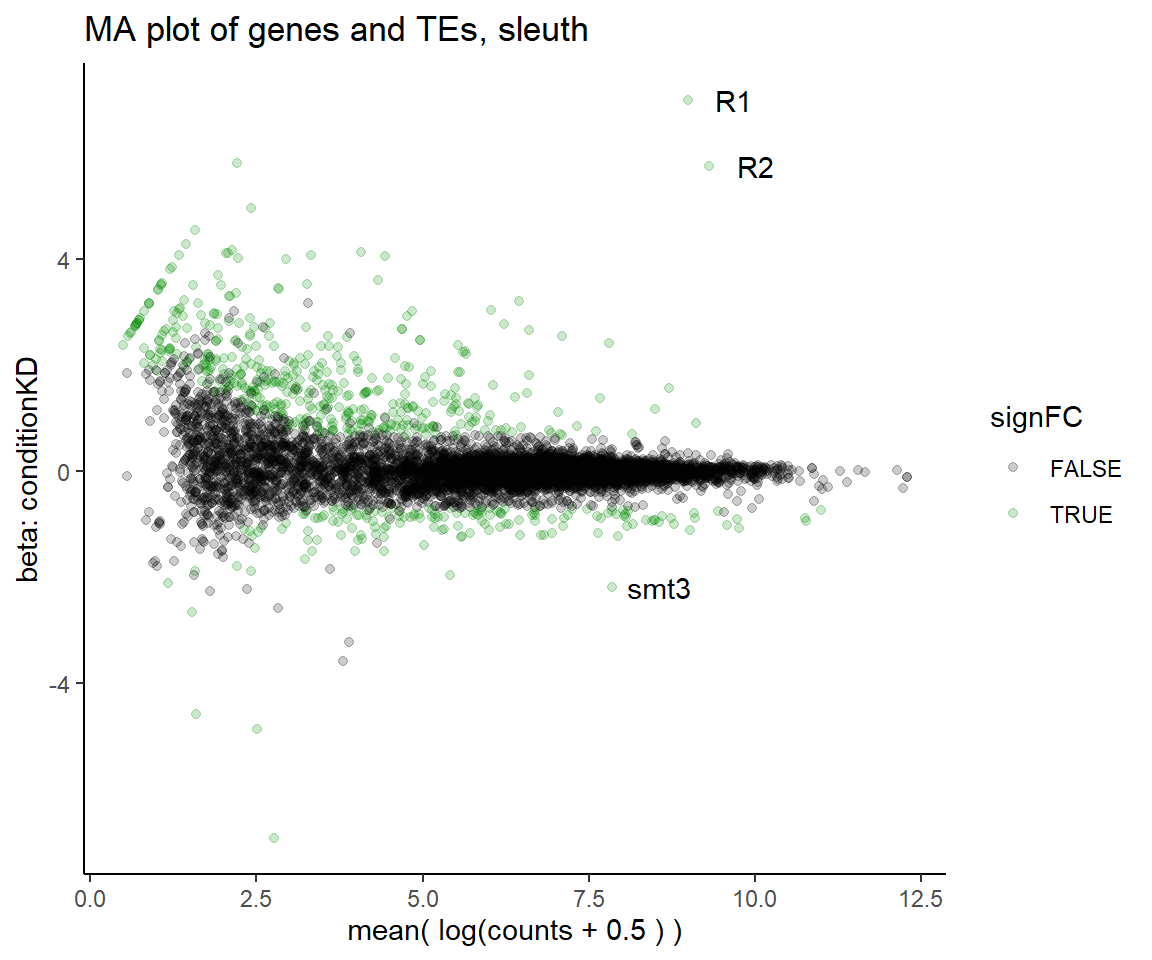 MA plot of genes and TEs, sleuth
R1
R2
4
0
-4
beta: conditionKD
smt3
signFC
FALSE
TRUE
0.0
2.5
5.0
7.5
10.0
12.5
mean( log(counts + 0.5 ) )